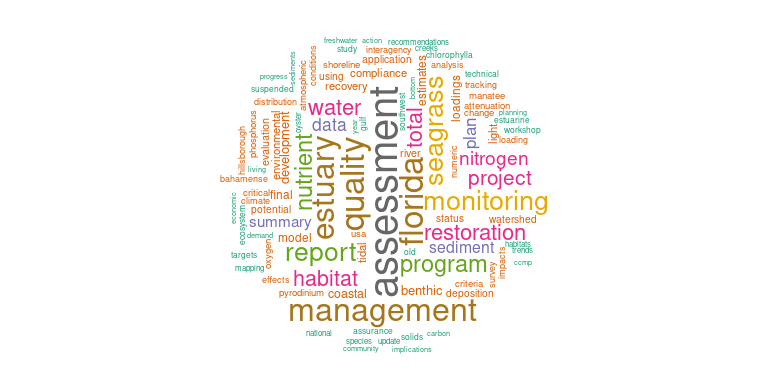 freshwater action recommendations
study interagency creeks
shoreline application chlorophylla
sediments conditions using compliance estimates analysis
progress recovery bottom technical
suspended atmospheric loadings tracking
distribution water assessment seagrass manatee
phosphorus oyster data year gulf southwest total attenuation
hillsborough evaluation environmental development plan change planning
light estuarine
workshop
loading
nutrient estuary quality river numeric nitrogen
living florida project
bahamense
critical final monitoring
climate
economic ecosystem potential status watershed
summary restoration
demand model usa old sediment habitats
report tidal trends
targets oxygen program ccmp
mapping survey impacts
effects habitat criteria
pyrodinium coastal benthic deposition
management
national assurance solids carbon
species update
community implications